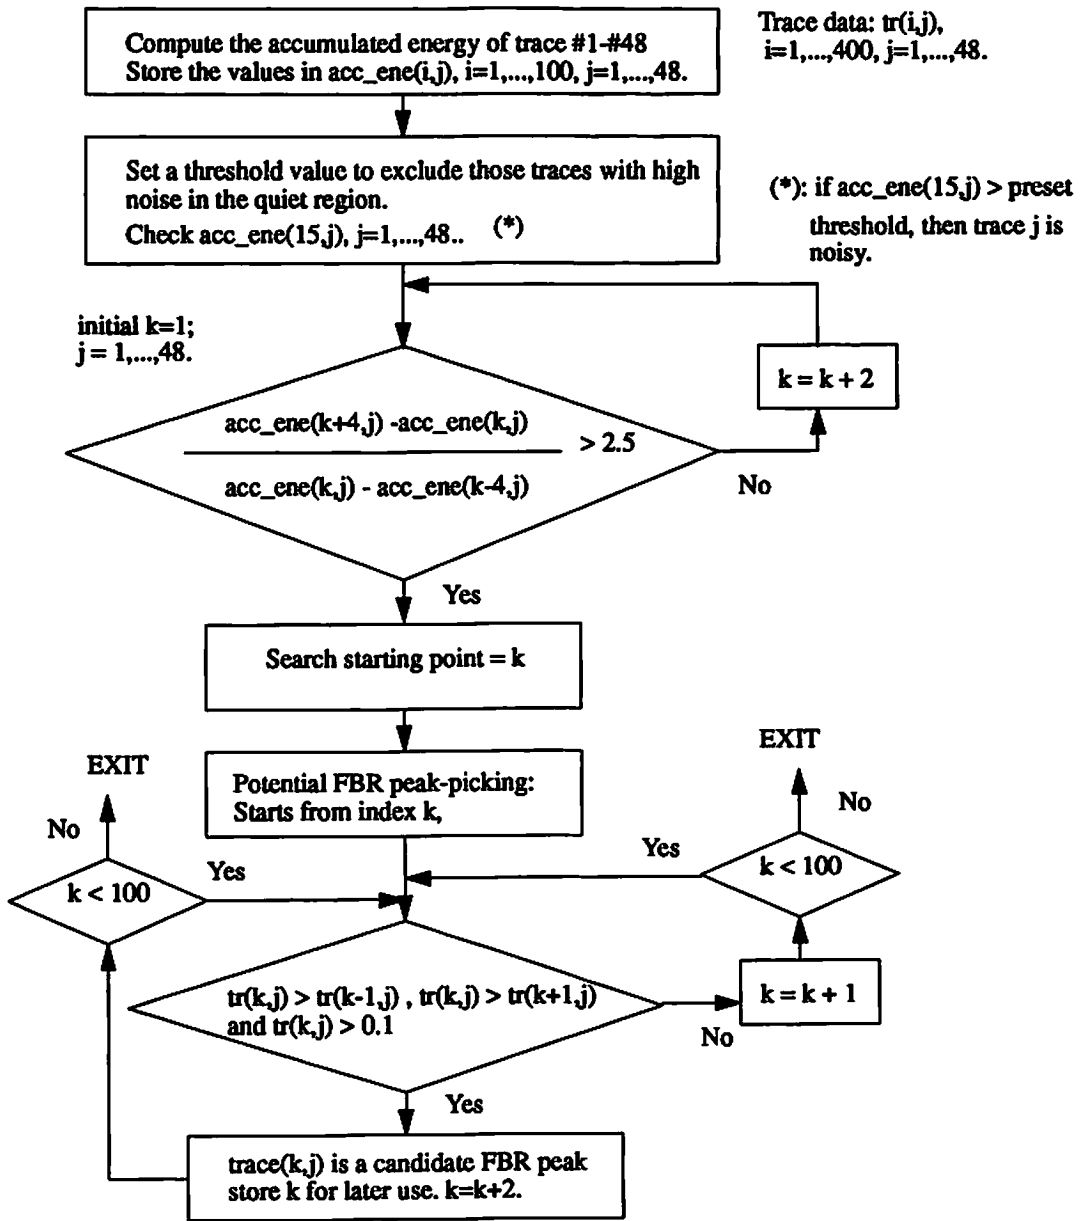 Compute the accumulated energy of trace #1-#48
Store the values in acc_ene(i,j), i=1,...,100, j=1,...,48.
Trace data: tr(i,j),
i=1,...,400, j=1,...,48.
Set a threshold value to exclude those traces with high
noise in the quiet region.
Check acc_ene(15,j), j=1,...,48.. (*)
(*): if acc_ene(15,j) > preset
threshold, then trace j is
noisy.
initial k=1;
j = 1,...,48.
k = k + 2
acc_ene(k+4,j) -acc_ene(k,j)
> 2.5
acc_ene(k,j) - acc_ene(k-4,j)
No
Yes
Search starting point = k
EXIT
EXIT
Potential FBR peak-picking:
Starts from index k,
No
No
Yes
Yes
k < 100
k < 100
tr(k,j) > tr(k-1,j) , tr(k,j) > tr(k+1,j)
and tr(k,j) > 0.1
k = k + 1
No
Yes
trace(k,j) is a candidate FBR peak
store k for later use. k=k+2.